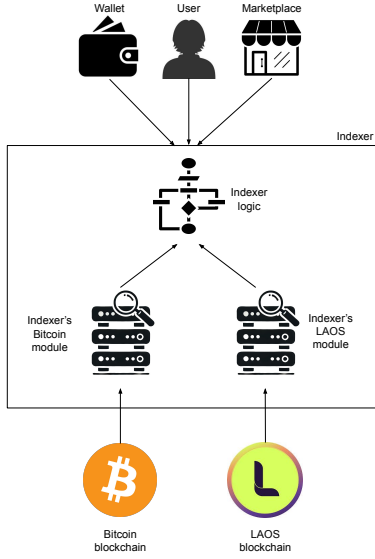 Wallet
User
Marketplace
Indexer
Indexer
logic
Indexer's
Bitcoin
module
Indexer's
LAOS
module
Bitcoin
blockchain
LAOS
blockchain